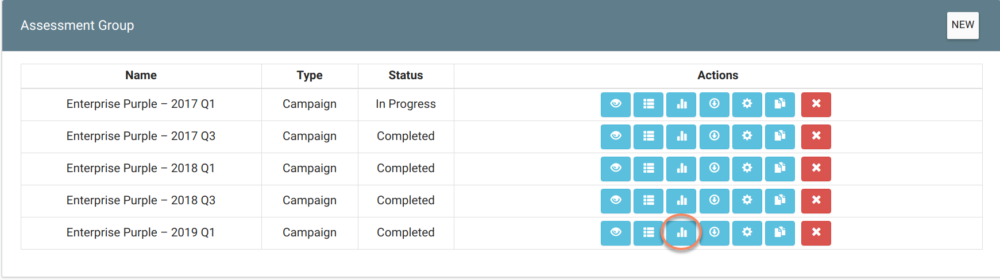 Assessment Group
NEW
Name Type Status Actions
Enterprise Purple – 2017 Q1 Campaign In Progress
Enterprise Purple – 2017 Q3 Campaign Completed
Enterprise Purple – 2018 Q1 Campaign Completed
Enterprise Purple – 2018 Q3 Campaign Completed
Enterprise Purple – 2019 Q1 Campaign Completed